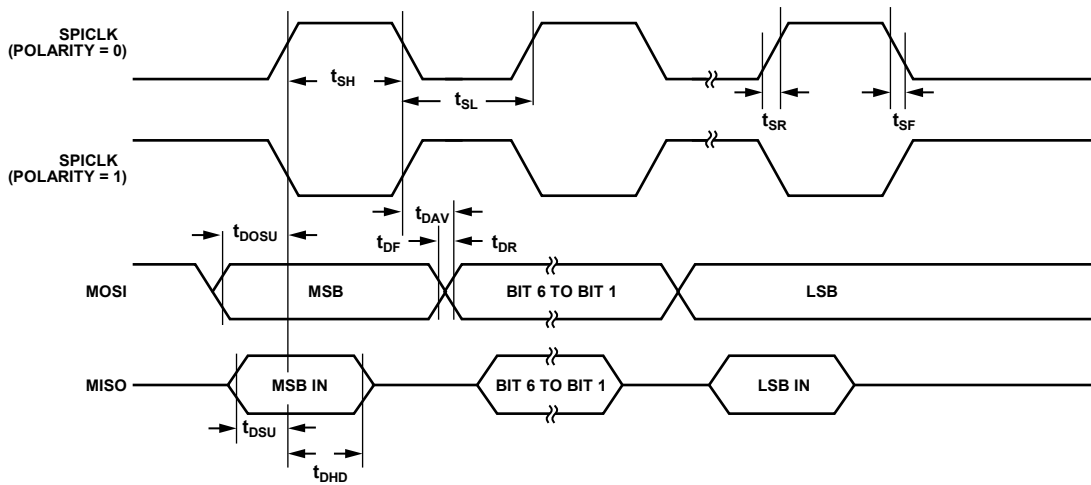 SPICLK
(POLARITY = 0)
tSH
tSL
tSR
tSF
SPICLK
(POLARITY = 1)
tDAV
tDOSU
tDF
tDR
MOSI
MSB
BIT 6 TO BIT 1
LSB
MISO
MSB IN
BIT 6 TO BIT 1
LSB IN
tDSU
tDHD